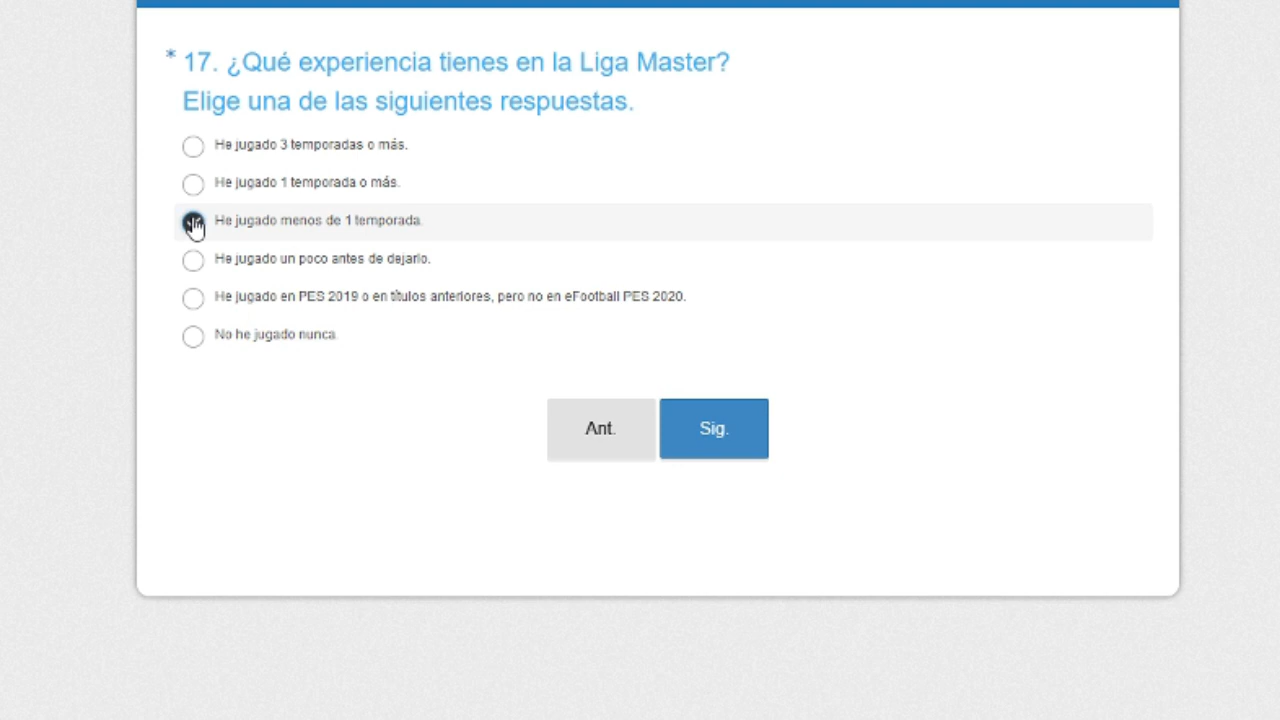 * 17. ¿Qué experiencia tienes en la Liga Master?
Elige una de las siguientes respuestas.
He jugado 3 temporadas o más.
He jugado 1 temporada o más.
He jugado menos de 1 temporada.
He jugado un poco antes de dejarlo.
He jugado en PES 2019 o en títulos anteriores, pero no en eFootball PES 2020.
No he jugado nunca.
Ant. Sig.